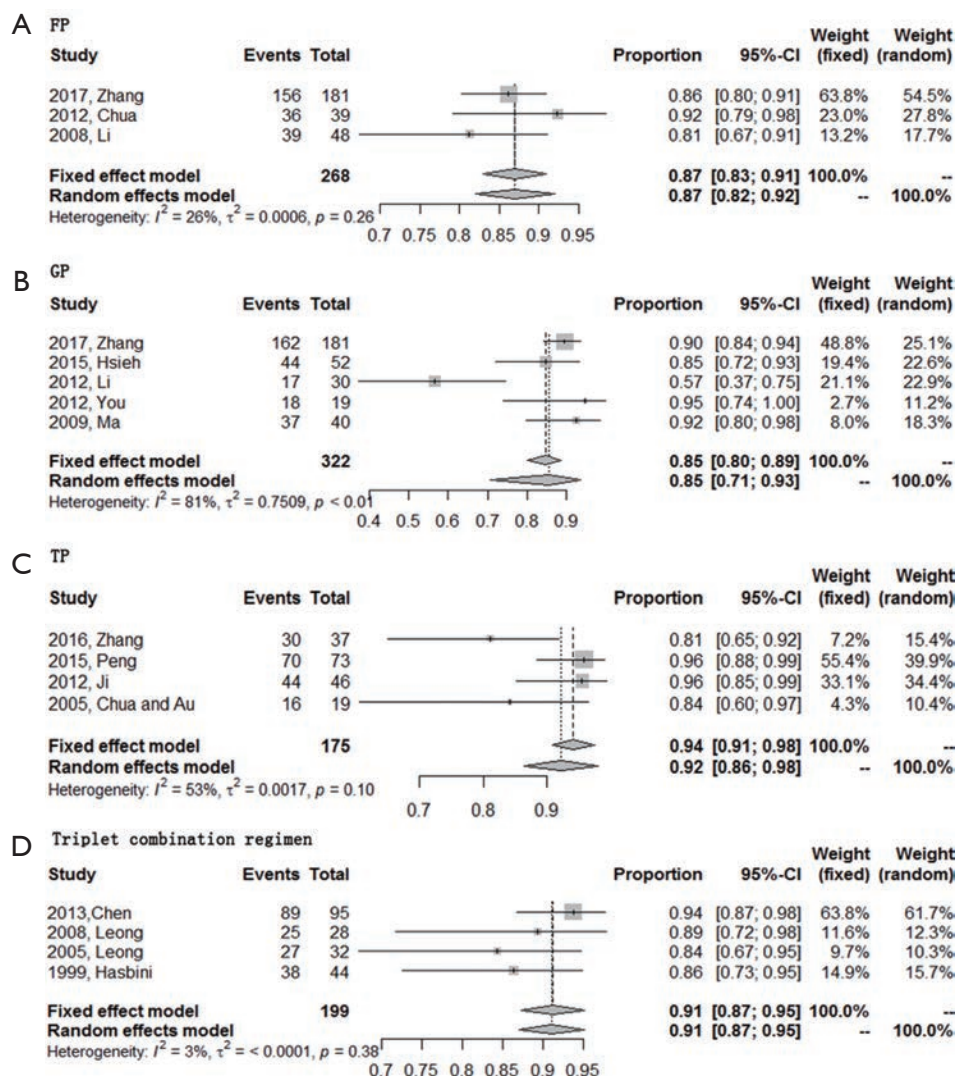 A FP
Weight Weight
Study Events Total Proportion 95%-CI (fixed) (random)
2017, Zhang 156 181 0.86 [0.80; 0.91] 63.8% 54.5%
2012, Chua 36 39 0.92 [0.79; 0.98] 23.0% 27.8%
2008, Li 39 48 0.81 [0.67; 0.91] 13.2% 17.7%
Fixed effect model 268 0.87 [0.83; 0.91] 100.0% --
Random effects model 0.87 [0.82; 0.92] -- 100.0%
Heterogeneity: I² = 26%, τ² = 0.0006, p = 0.26
0.7 0.75 0.8 0.85 0.9 0.95
B GP
Weight Weight
Study Events Total Proportion 95%-CI (fixed) (random)
2017, Zhang 162 181 0.90 [0.84; 0.94] 48.8% 25.1%
2015, Hsieh 44 52 0.85 [0.72; 0.93] 19.4% 22.6%
2012, Li 17 30 0.57 [0.37; 0.75] 21.1% 22.9%
2012, You 18 19 0.95 [0.74; 1.00] 2.7% 11.2%
2009, Ma 37 40 0.92 [0.80; 0.98] 8.0% 18.3%
Fixed effect model 322 0.85 [0.80; 0.89] 100.0% --
Random effects model 0.85 [0.71; 0.93] -- 100.0%
Heterogeneity: I² = 81%, τ² = 0.7509, p < 0.01
0.4 0.5 0.6 0.7 0.8 0.9
C TP
Weight Weight
Study Events Total Proportion 95%-CI (fixed) (random)
2016, Zhang 30 37 0.81 [0.65; 0.92] 7.2% 15.4%
2015, Peng 70 73 0.96 [0.88; 0.99] 55.4% 39.9%
2012, Ji 44 46 0.96 [0.85; 0.99] 33.1% 34.4%
2005, Chua and Au 16 19 0.84 [0.60; 0.97] 4.3% 10.4%
Fixed effect model 175 0.94 [0.91; 0.98] 100.0% --
Random effects model 0.92 [0.86; 0.98] -- 100.0%
Heterogeneity: I² = 53%, τ² = 0.0017, p = 0.10
0.7 0.8 0.9
D Triplet combination regimen
Weight Weight
Study Events Total Proportion 95%-CI (fixed) (random)
2013,Chen 89 95 0.94 [0.87; 0.98] 63.8% 61.7%
2008, Leong 25 28 0.89 [0.72; 0.98] 11.6% 12.3%
2005, Leong 27 32 0.84 [0.67; 0.95] 9.7% 10.3%
1999, Hasbini 38 44 0.86 [0.73; 0.95] 14.9% 15.7%
Fixed effect model 199 0.91 [0.87; 0.95] 100.0% --
Random effects model 0.91 [0.87; 0.95] -- 100.0%
Heterogeneity: I² = 3%, τ² = < 0.0001, p = 0.38
0.7 0.75 0.8 0.85 0.9 0.95